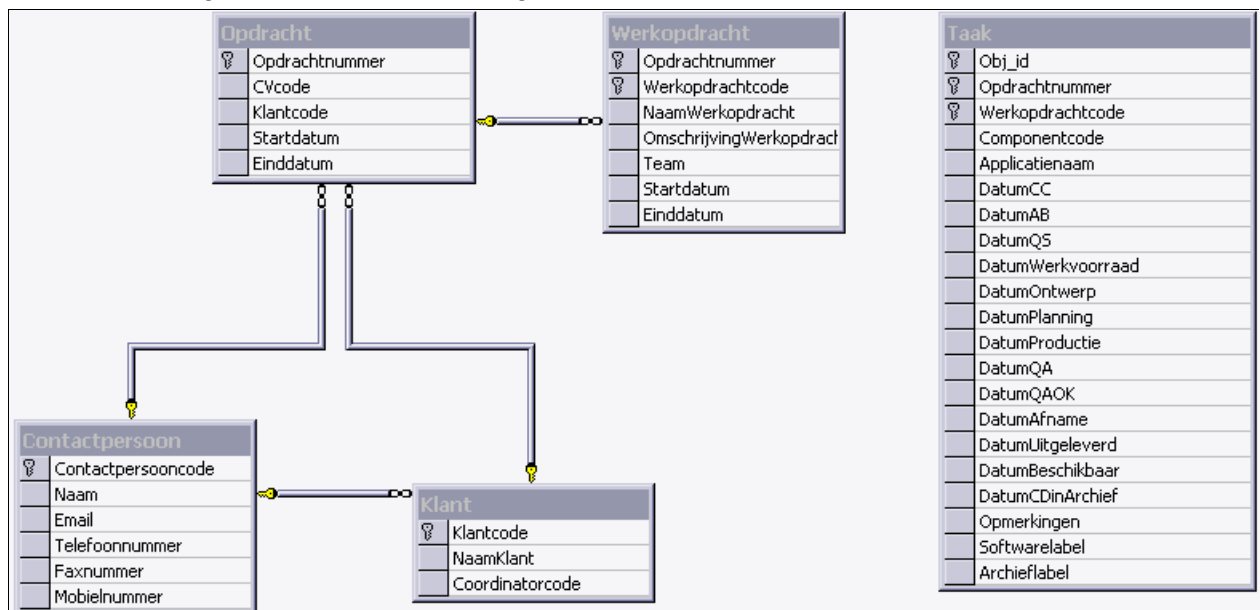 Opdracht
Opdrachtnummer
CVcode
Klantcode
Startdatum
Einddatum
Werkopdracht
Opdrachtnummer
Werkopdrachtcode
NaamWerkopdracht
OmschrijvingWerkopdrach
Team
Startdatum
Einddatum
Taak
Obj_id
Opdrachtnummer
Werkopdrachtcode
Componentcode
Applicatienaam
DatumCC
DatumAB
DatumQS
DatumWerkvoorraad
DatumOntwerp
DatumPlanning
DatumProductie
DatumQA
DatumQAOK
DatumAfname
DatumUitgeleverd
DatumBeschikbaar
DatumCDinArchief
Opmerkingen
Softwarelabel
Archieflabel
Contactpersoon
Contactpersooncode
Naam
Email
Telefoonnummer
Faxnummer
Mobielnummer
Klant
Klantcode
NaamKlant
Coordinatorcode